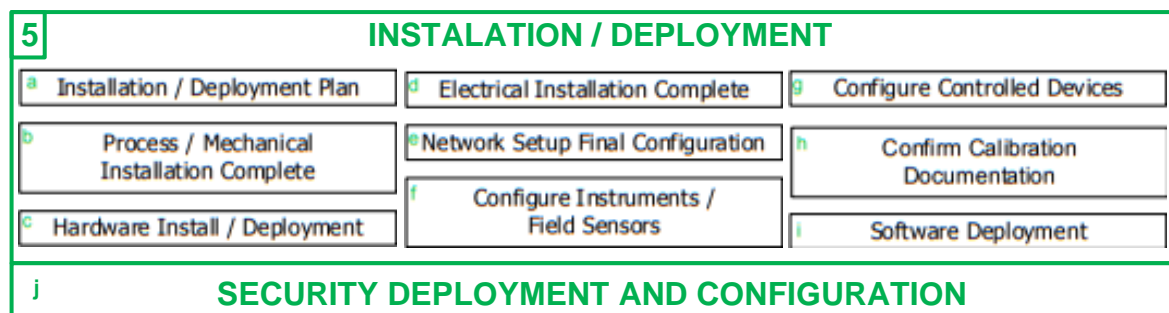 5 INSTALATION / DEPLOYMENT
a Installation / Deployment Plan
b Process / Mechanical
Installation Complete
c Hardware Install / Deployment
d Electrical Installation Complete
e Network Setup Final Configuration
f Configure Instruments /
Field Sensors
g Configure Controlled Devices
h Confirm Calibration
Documentation
i Software Deployment
j SECURITY DEPLOYMENT AND CONFIGURATION